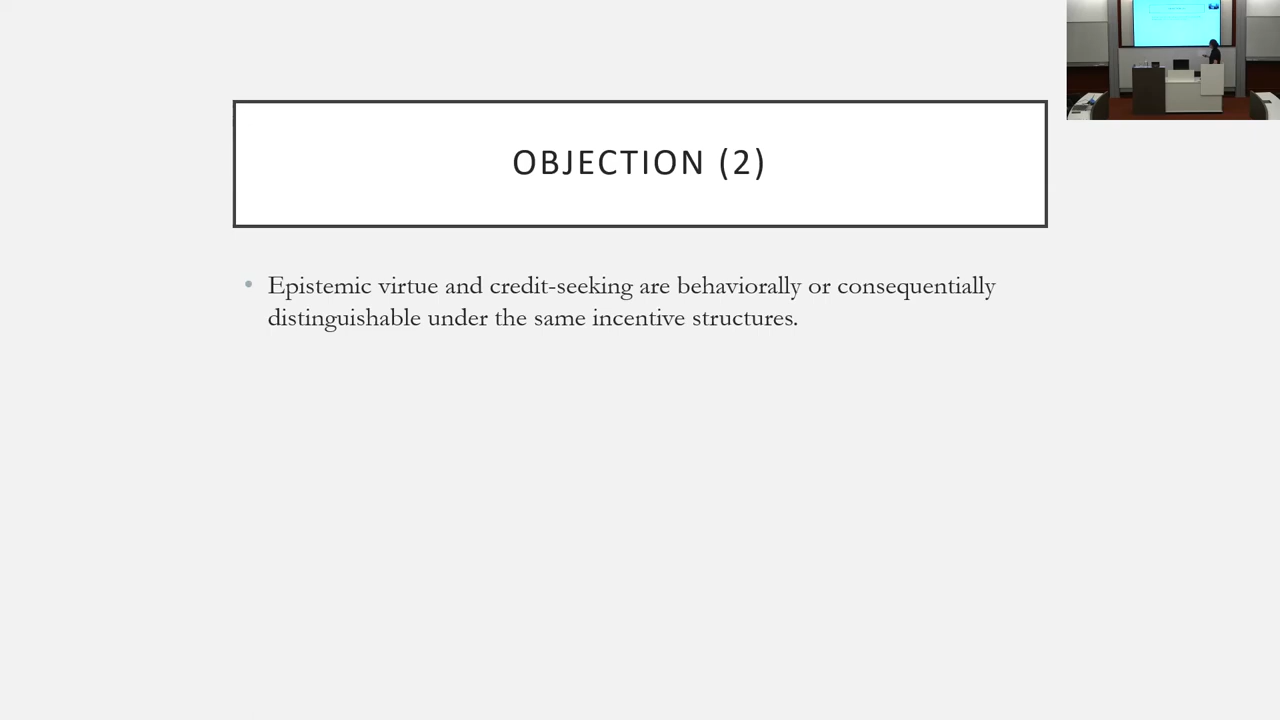 OBJECTION (2)
• Epistemic virtue and credit-seeking are behaviorally or consequentially
distinguishable under the same incentive structures.